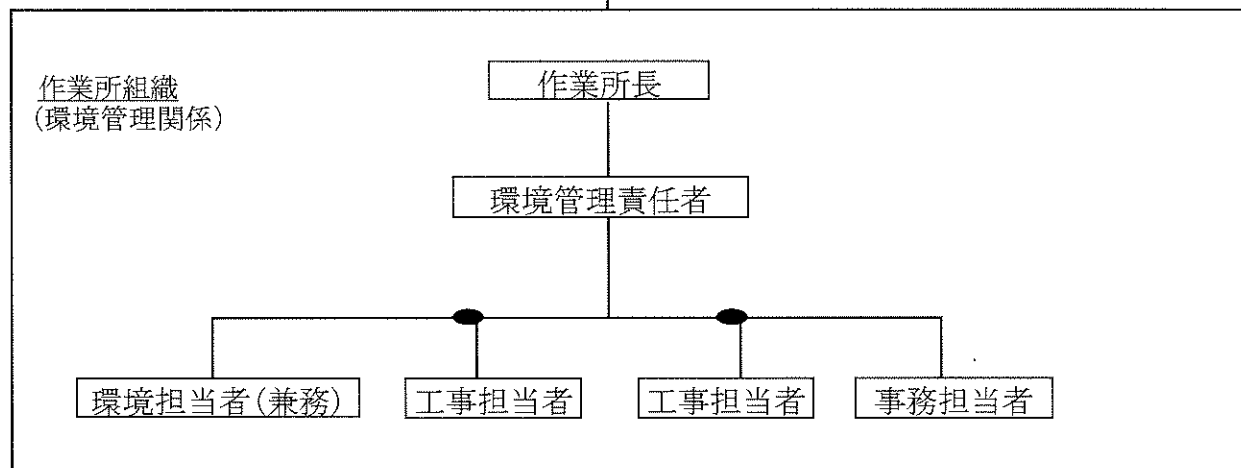 作業所組織
(環境管理関係)
作業所長
環境管理責任者
環境担当者(兼務)
工事担当者
工事担当者
事務担当者